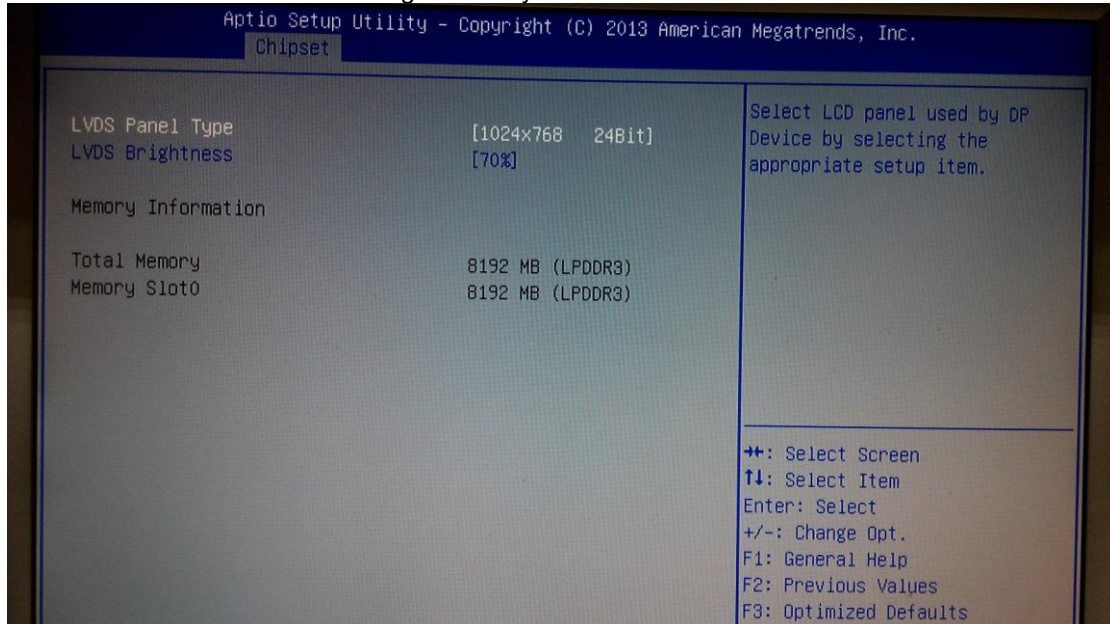 Aptio Setup Utility - Copyright (C) 2013 American Megatrends, Inc.
Chipset
LVDS Panel Type [1024x768 24Bit]
LVDS Brightness [70%]
Memory Information
Total Memory 8192 MB (LPDDR3)
Memory Slot0 8192 MB (LPDDR3)
Select LCD panel used by DP
Device by selecting the
appropriate setup item.
→←: Select Screen
↑↓: Select Item
Enter: Select
+/-: Change Opt.
F1: General Help
F2: Previous Values
F3: Optimized Defaults